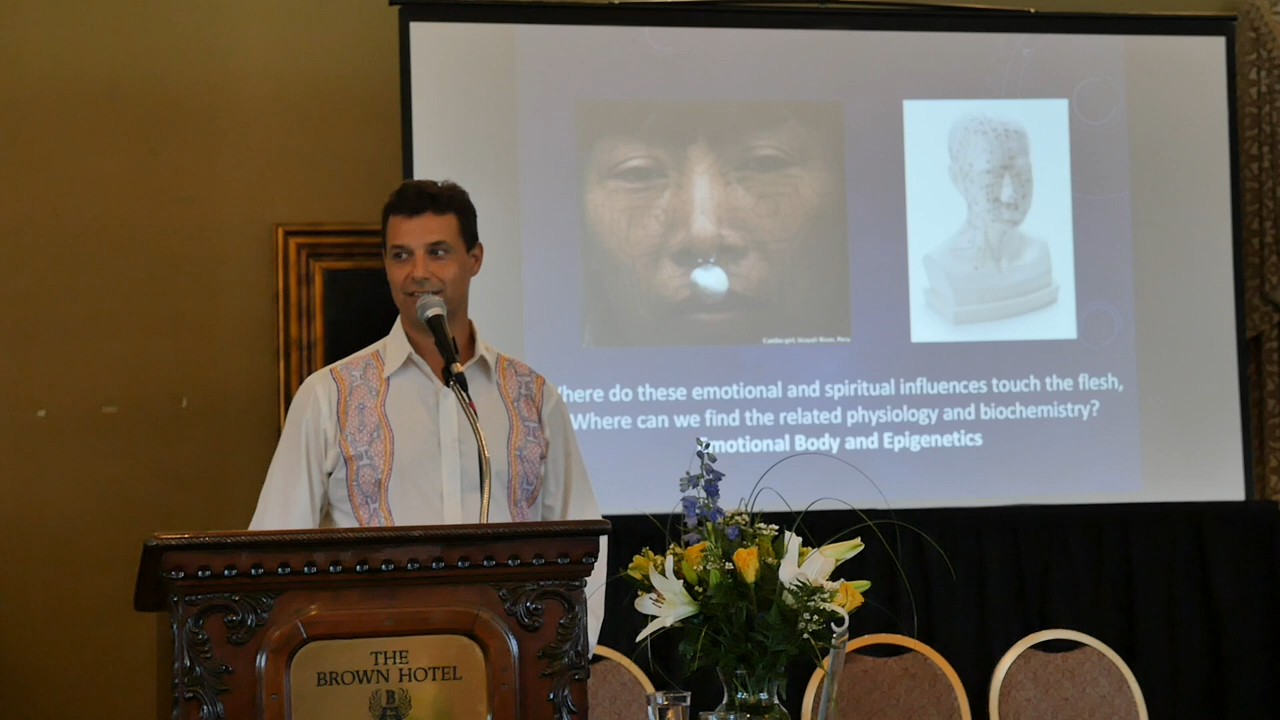 here do these emotional and spiritual influences touch the flesh,
Where can we find the related physiology and biochemistry?
Emotional Body and Epigenetics
THE
BROWN HOTEL
B